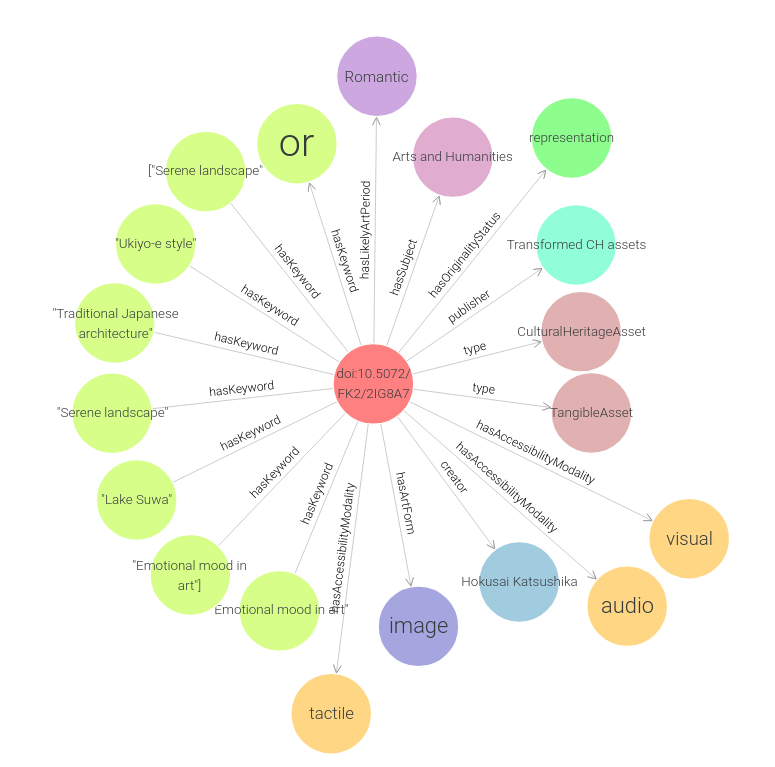 Romantic
or
representation
["Serene landscape"
Arts and Humanities
hasLikelyArtPeriod
hasKeyword
hasSubject
hasOriginalityStatus
"Ukiyo-e style"
Transformed CH assets
hasKeyword
hasKeyword
publisher
"Traditional Japanese
architecture"
CulturalHeritageAsset
hasKeyword
type
doi:10.5072/
FK2/2IG8A7
hasKeyword
type
"Serene landscape"
TangibleAsset
hasKeyword
hasAccessibilityModality
hasKeyword
hasKeyword
hasAccessibilityModality
hasArtForm
creator
hasAccessibilityModality
"Lake Suwa"
visual
"Emotional mood in
art"]
Hokusai Katsushika
Emotional mood in art"
audio
image
tactile